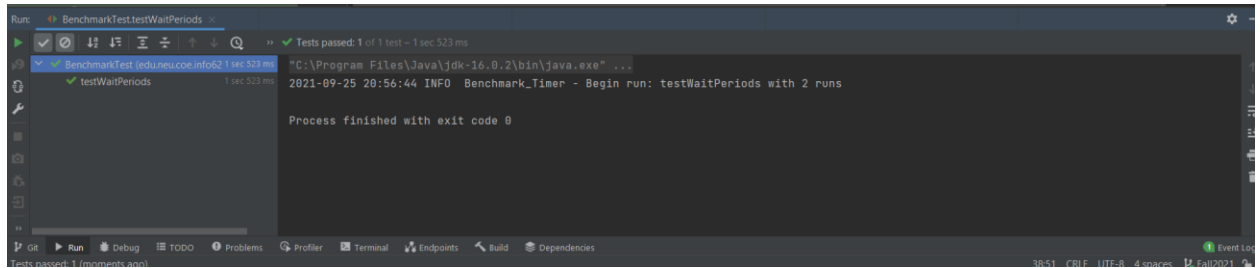 Run: BenchmarkTest.testWaitPeriods ×
» Tests passed: 1 of 1 test – 1 sec 523 ms
BenchmarkTest (edu.neu.coe.info62 1 sec 523 ms
"C:\Program Files\Java\jdk-16.0.2\bin\java.exe" ...
testWaitPeriods 1 sec 523 ms
2021-09-25 20:56:44 INFO  Benchmark_Timer - Begin run: testWaitPeriods with 2 runs
Process finished with exit code 0
Git Run Debug TODO Problems Profiler Terminal Endpoints Build Dependencies 1 Event Log
Tests passed: 1 (moments ago) 38:51 CRLF UTF-8 4 spaces Fall2021